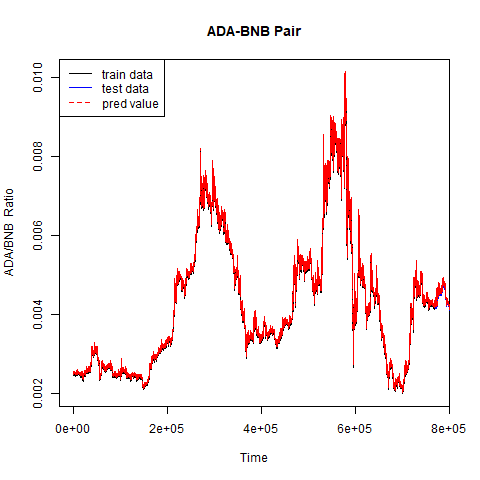 ADA-BNB Pair
train data
test data
pred value
ADA/BNB Ratio
0.010
0.008
0.006
0.004
0.002
0e+00 2e+05 4e+05 6e+05 8e+05
Time